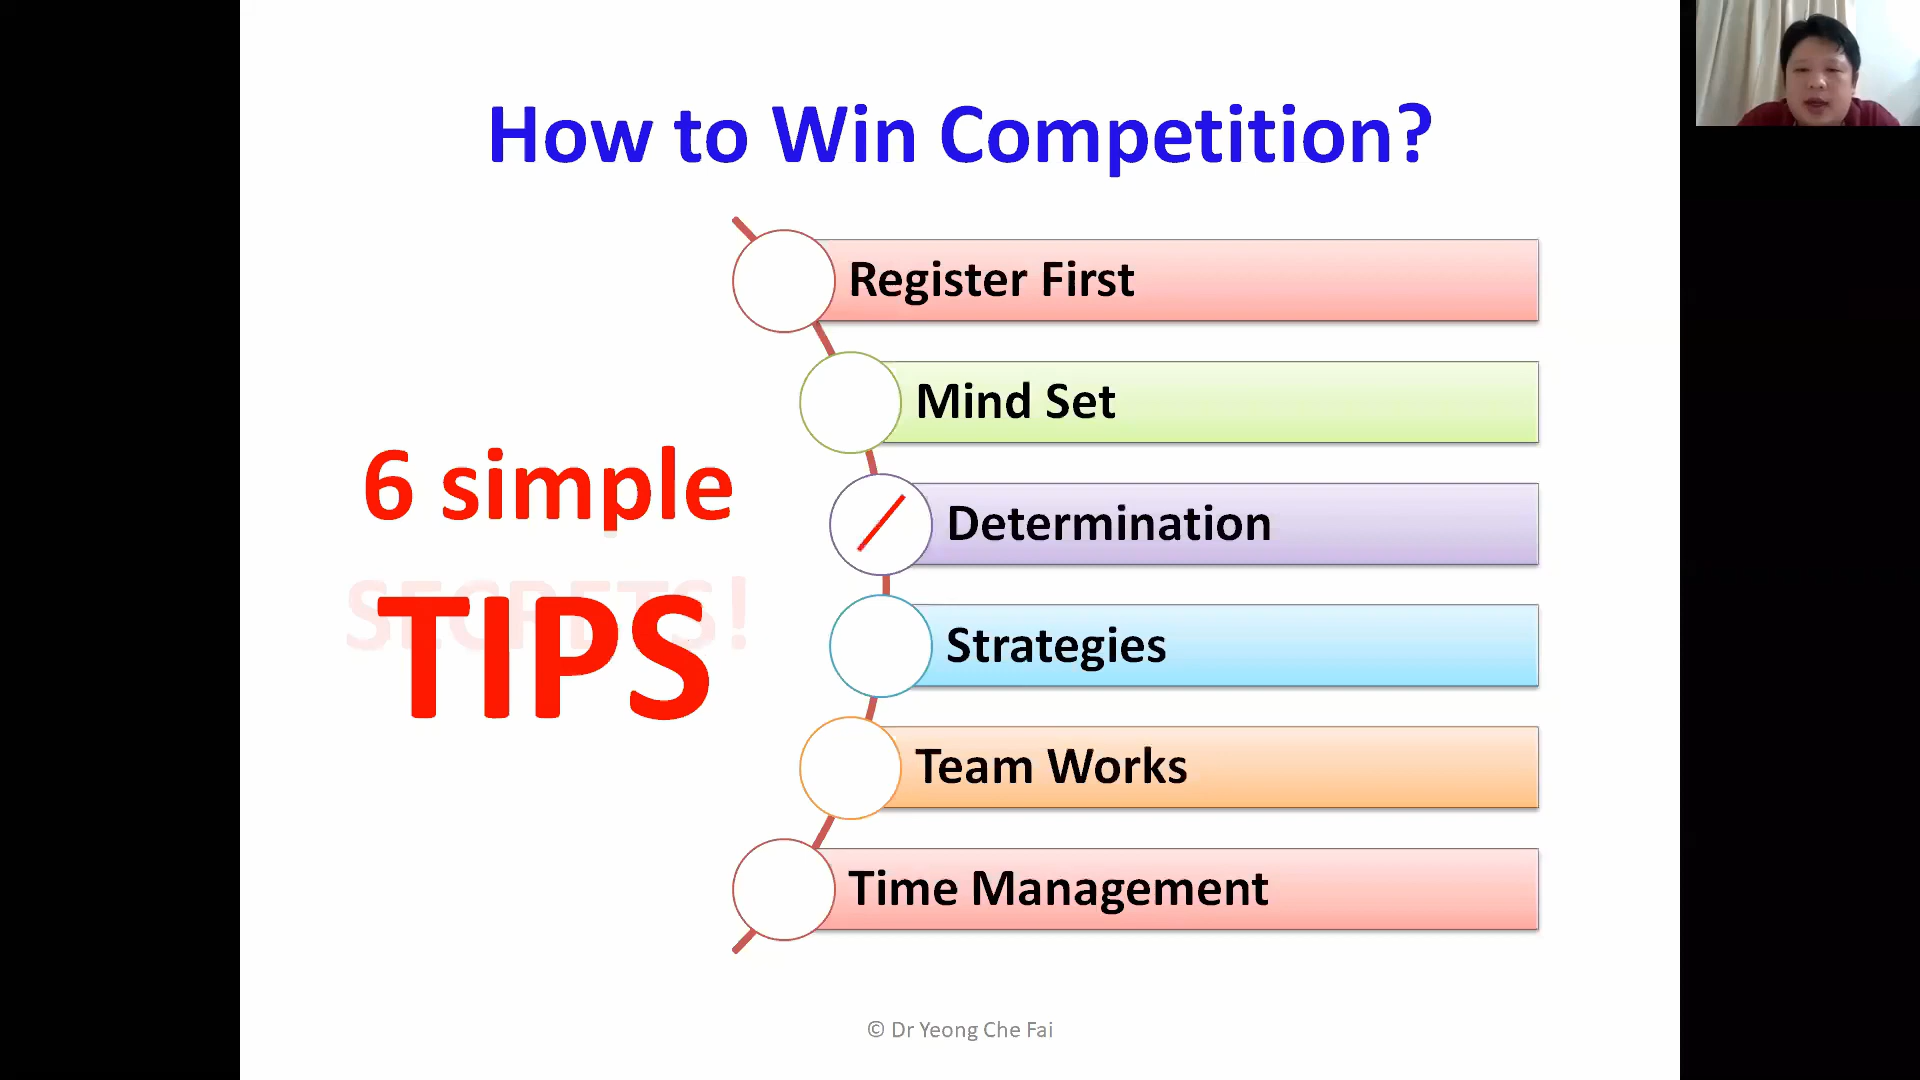 How to Win Competition?
Register First
Mind Set
6 simple
SECRETS!
TIPS
Determination
Strategies
Team Works
Time Management
© Dr Yeong Che Fai